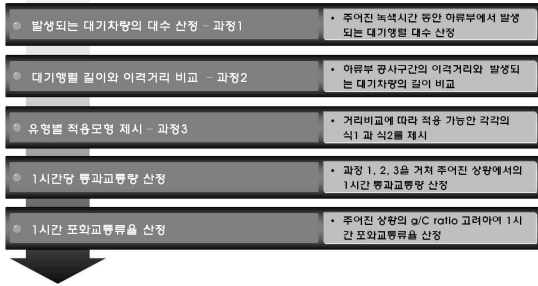 발생되는 대기차량의 대수 산정 – 과정1
• 주어진 녹색시간 동안 하류부에서 발생
되는 대기행렬 대수 산정
대기행렬 길이와 이격거리 비교 – 과정2
• 하류부 공사구간의 이격거리와 발생되
는 대기차량의 길이 비교
유형별 적용모형 제시 – 과정3
• 거리비교에 따라 적용 가능한 각각의
식1 과 식2를 제시
1시간당 통과교통량 산정
• 과정 1, 2, 3을 거쳐 주어진 상황에서의
1시간 통과교통량 산정
1시간 포화교통류율 산정
• 주어진 상황의 g/C ratio 고려하여 1시
간 포화교통류율 산정